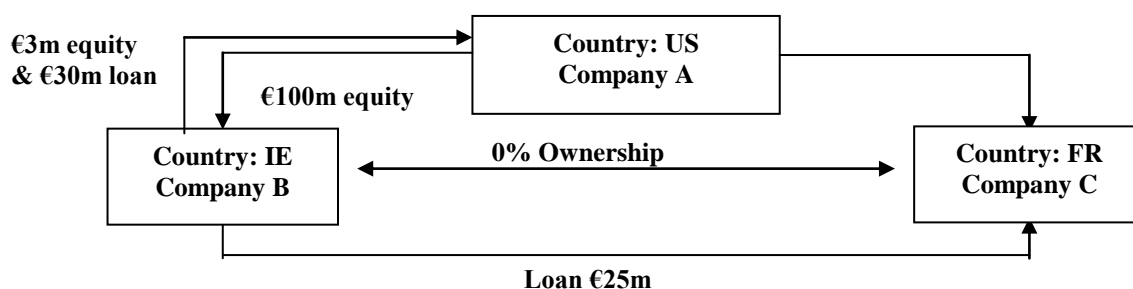 €3m equity
& €30m loan
Country: US
Company A
€100m equity
Country: IE
Company B
0% Ownership
Country: FR
Company C
Loan €25m